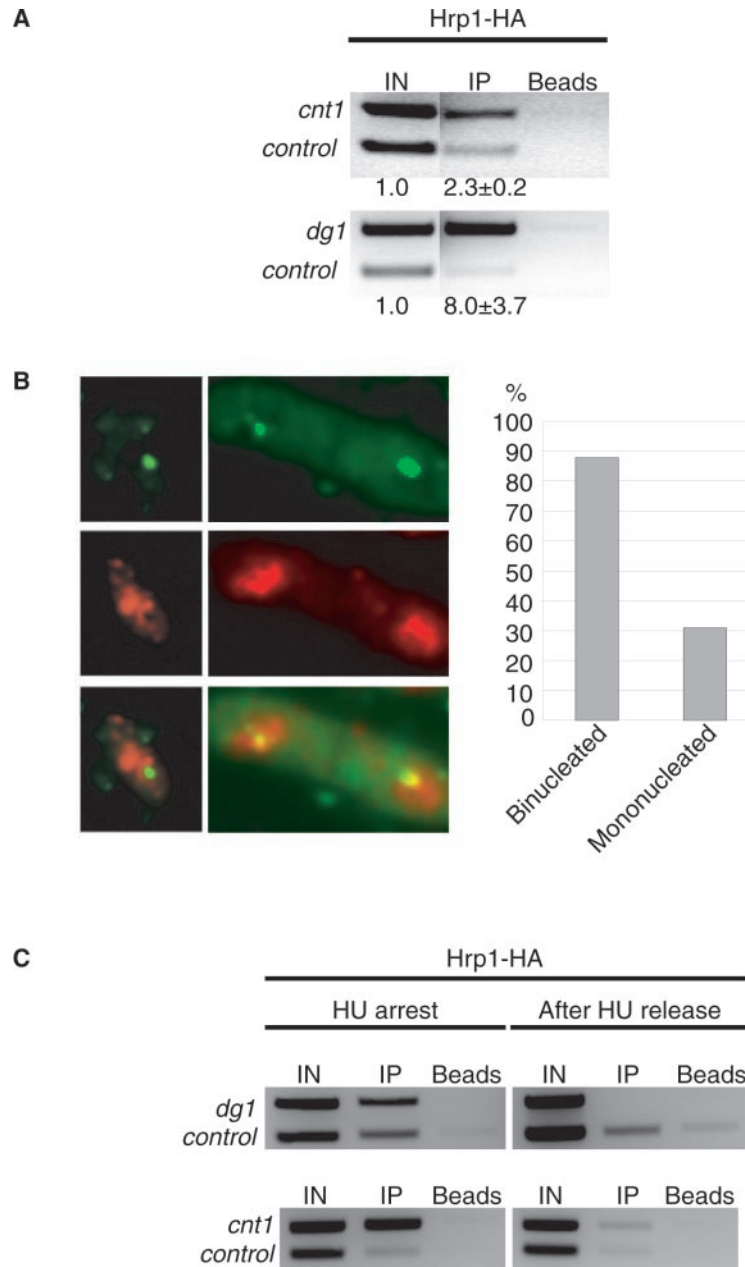 A
Hrp1-HA
IN IP Beads
cnt1
control
1.0 2.3±0.2
dg1
control
1.0 8.0±3.7
B
%
100
90
80
70
60
50
40
30
20
10
0
Binucleated
Mononucleated
C
Hrp1-HA
HU arrest After HU release
IN IP Beads IN IP Beads
dg1
control
IN IP Beads IN IP Beads
cnt1
control